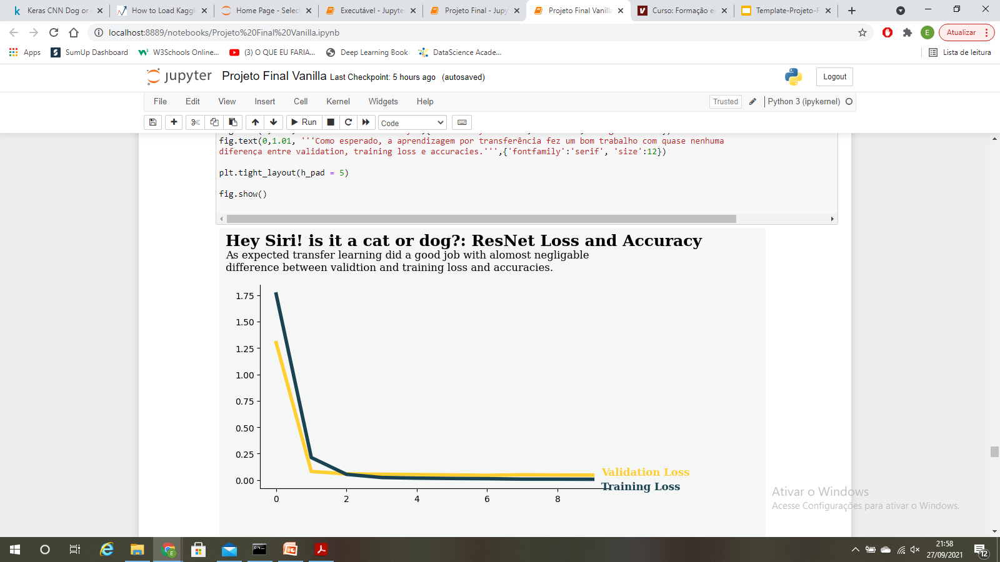 Keras CNN Dog or
How to Load Kaggl
Home Page - Select
Executável - Jupyte
Projeto Final - Jupy
Projeto Final Vanilla
Curso: Formação e
Template-Projeto-F
localhost:8889/notebooks/Projeto%20Final%20Vanilla.ipynb
E
Atualizar
Apps
SumUp Dashboard
W3Schools Online...
(3) O QUE EU FARIA...
Deep Learning Book
DataScience Acade...
Lista de leitura
jupyter
Projeto Final Vanilla Last Checkpoint: 5 hours ago (autosaved)
Logout
File Edit View Insert Cell Kernel Widgets Help
Trusted
Python 3 (ipykernel)
Run
Code
fig.text(0,1.01, '''Como esperado, a aprendizagem por transferência fez um bom trabalho com quase nenhuma
diferença entre validation, training loss e accuracies.''',{'fontfamily':'serif', 'size':12})
plt.tight_layout(h_pad = 5)
fig.show()
Hey Siri! is it a cat or dog?: ResNet Loss and Accuracy
As expected transfer learning did a good job with alomost negligable
difference between validtion and training loss and accuracies.
1.75
1.50
1.25
1.00
0.75
0.50
0.25
0.00
0 2 4 6 8
Validation Loss
Training Loss
Ativar o Windows
Acesse Configurações para ativar o Windows.
21:58
27/09/2021
12